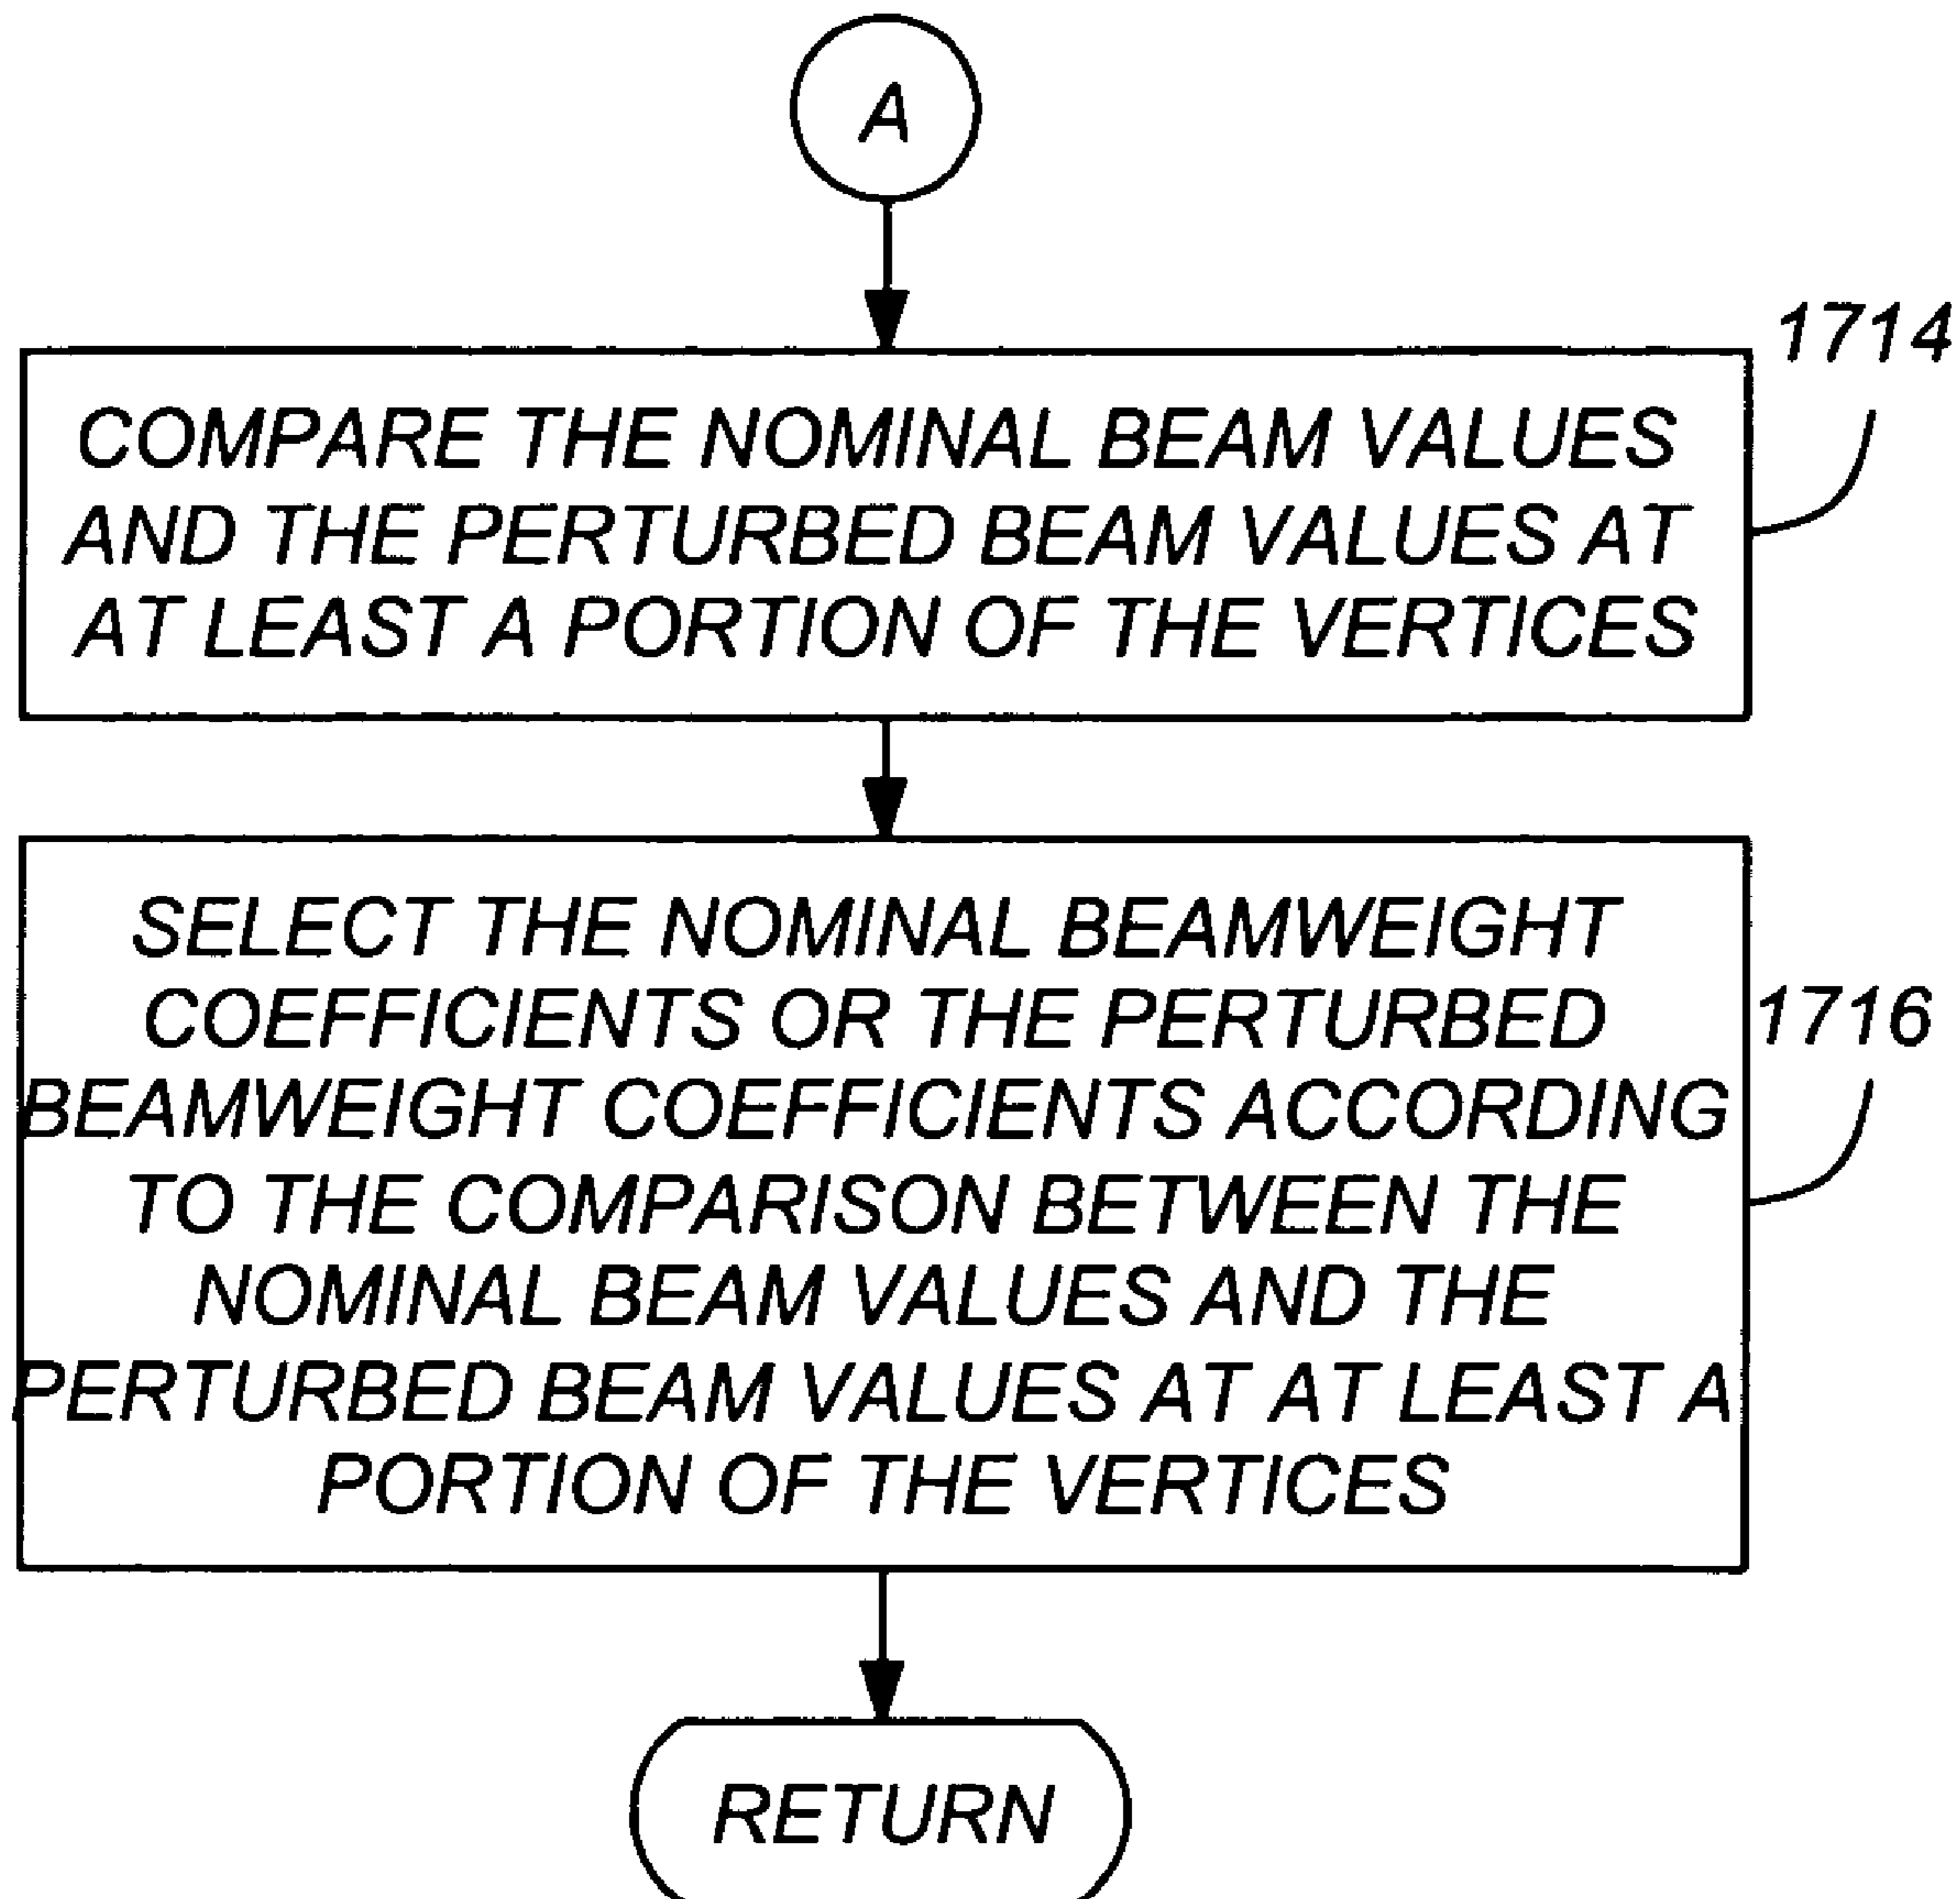 A
1714
COMPARE THE NOMINAL BEAM VALUES
AND THE PERTURBED BEAM VALUES AT
AT LEAST A PORTION OF THE VERTICES
SELECT THE NOMINAL BEAMWEIGHT
COEFFICIENTS OR THE PERTURBED
1716
BEAMWEIGHT COEFFICIENTS ACCORDING
TO THE COMPARISON BETWEEN THE
NOMINAL BEAM VALUES AND THE
PERTURBED BEAM VALUES AT AT LEAST A
PORTION OF THE VERTICES
RETURN